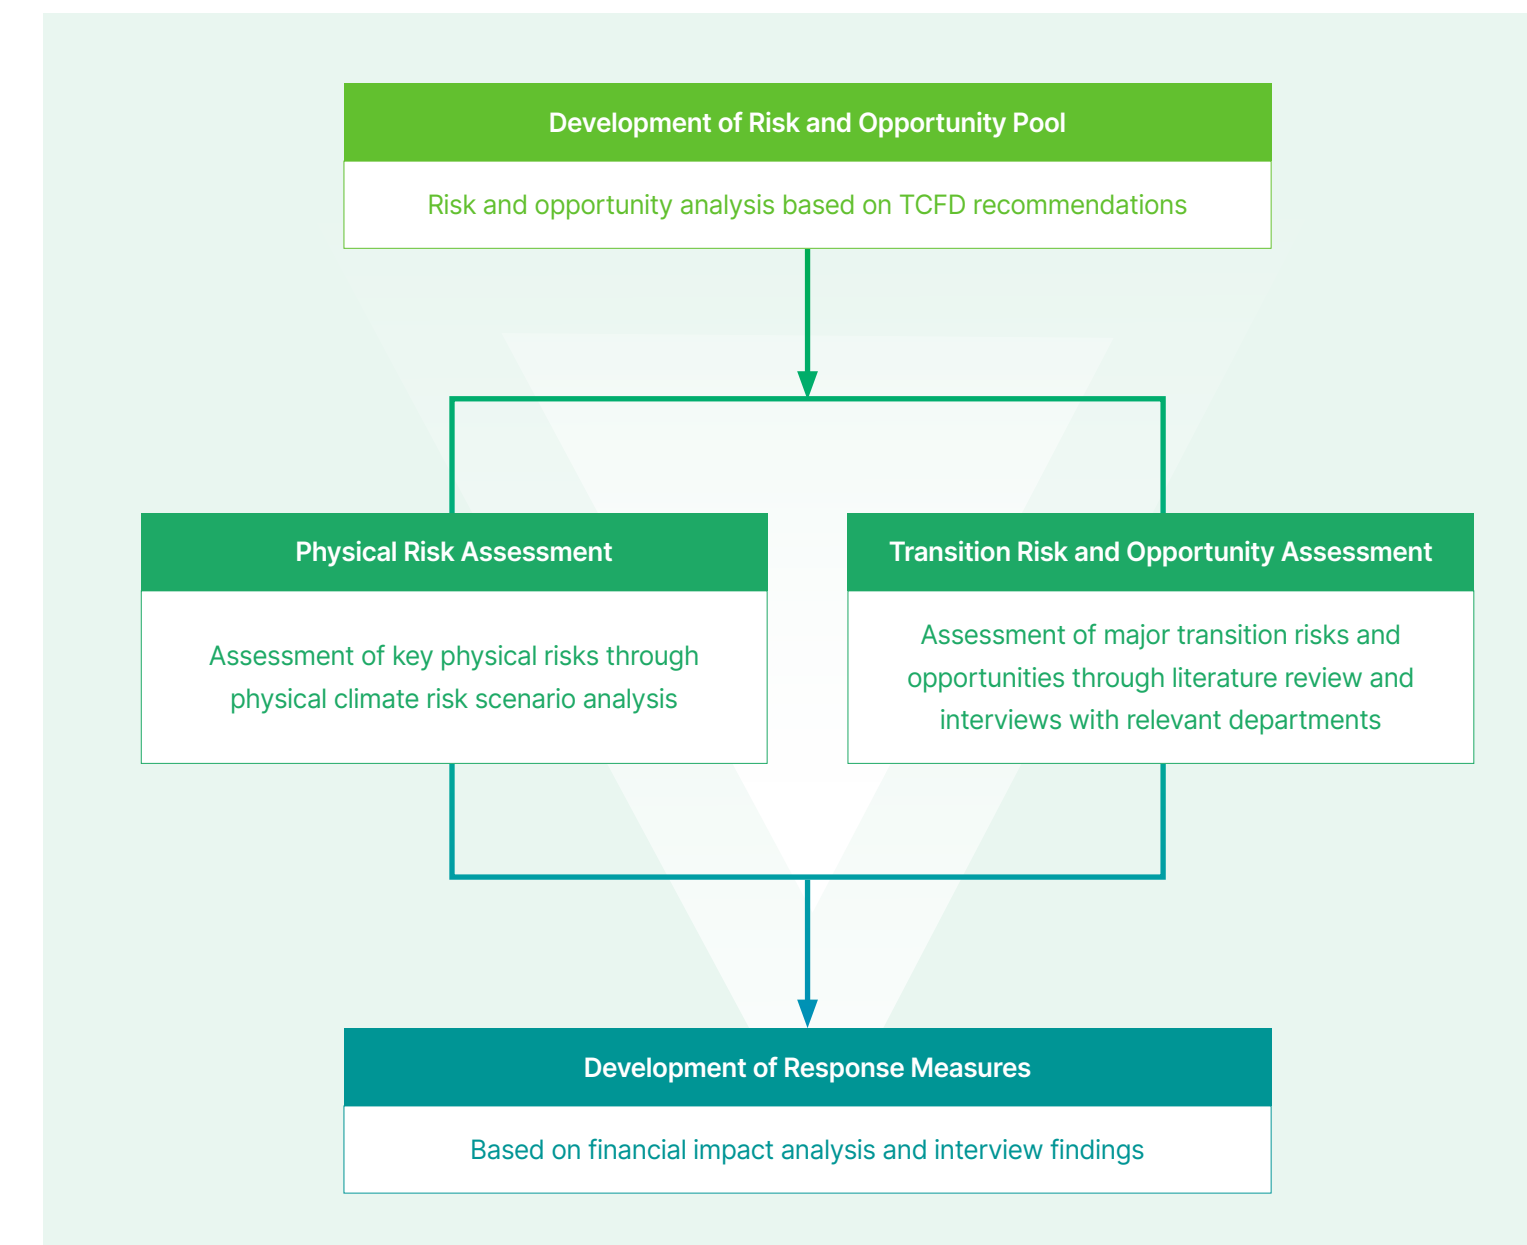 Development of Risk and Opportunity Pool
Risk and opportunity analysis based on TCFD recommendations
Physical Risk Assessment
Assessment of key physical risks through
physical climate risk scenario analysis
Transition Risk and Opportunity Assessment
Assessment of major transition risks and
opportunities through literature review and
interviews with relevant departments
Development of Response Measures
Based on financial impact analysis and interview findings